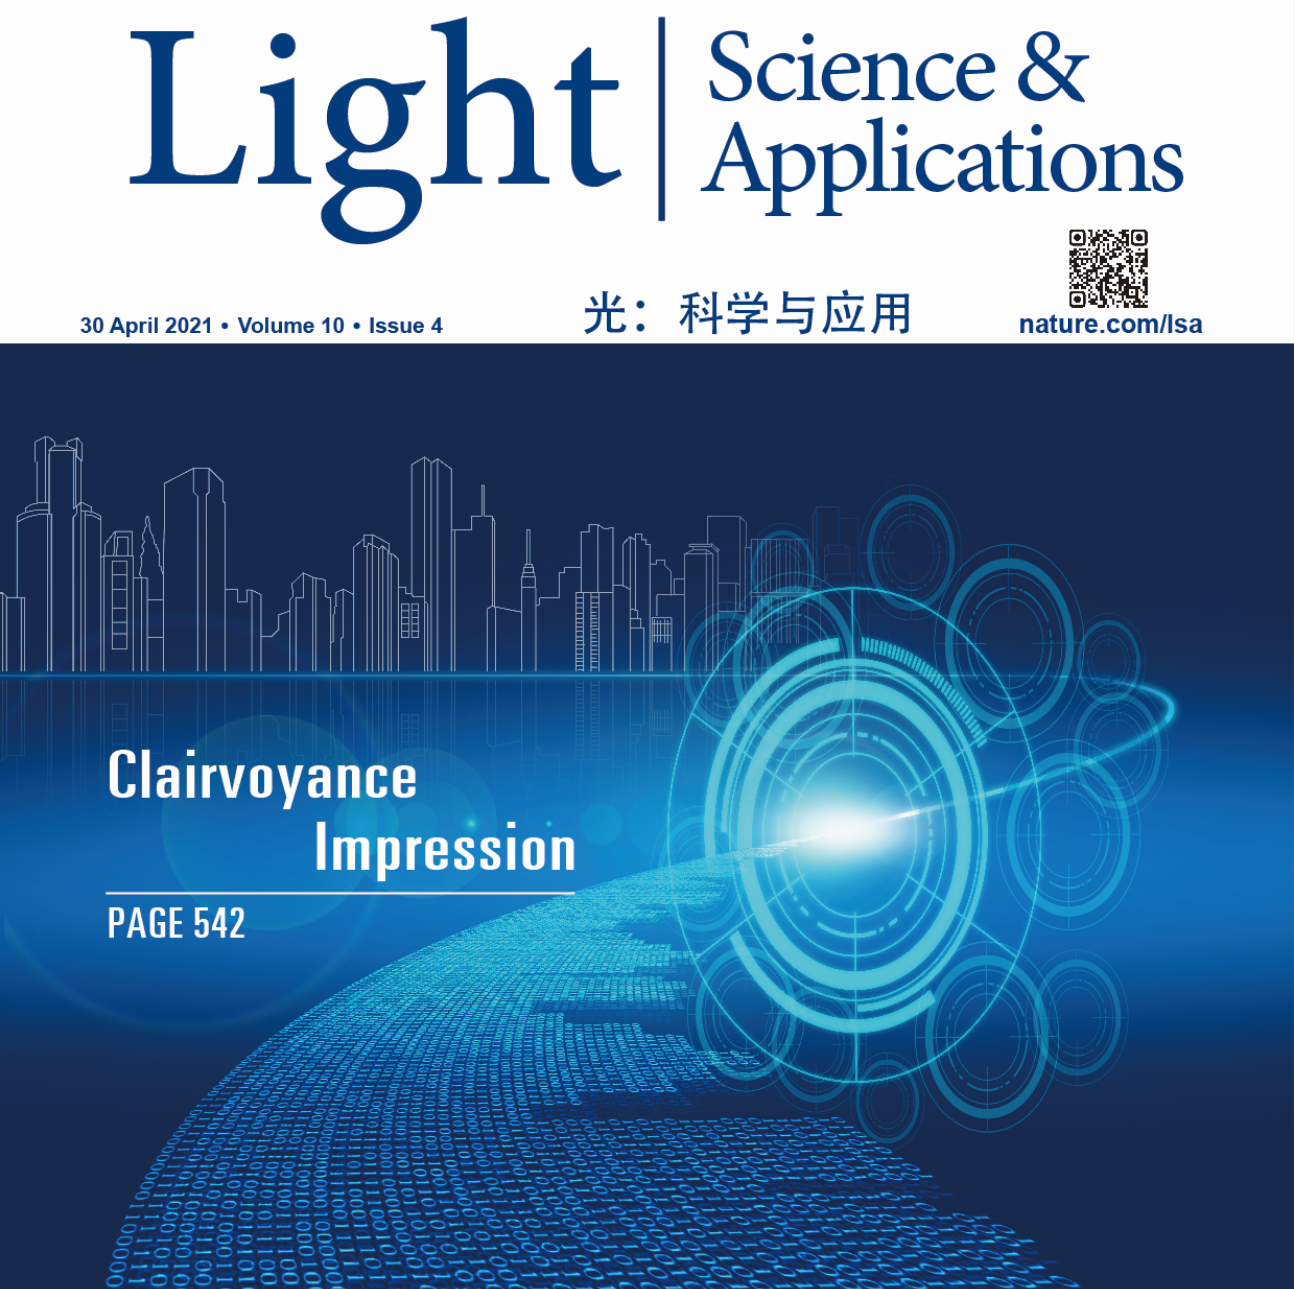 Light
Science &
Applications
30 April 2021 • Volume 10 • Issue 4
光：科学与应用
nature.com/lsa
Clairvoyance
Impression
PAGE 542